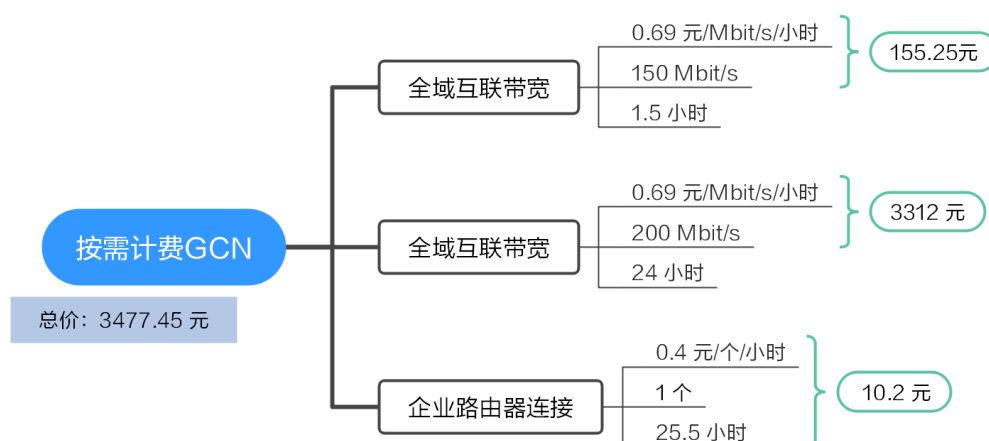 按需计费GCN
总价：3477.45 元
全域互联带宽
0.69 元/Mbit/s/小时
150 Mbit/s
1.5 小时
155.25元
全域互联带宽
0.69 元/Mbit/s/小时
200 Mbit/s
24 小时
3312 元
企业路由器连接
0.4 元/个/小时
1 个
25.5 小时
10.2 元